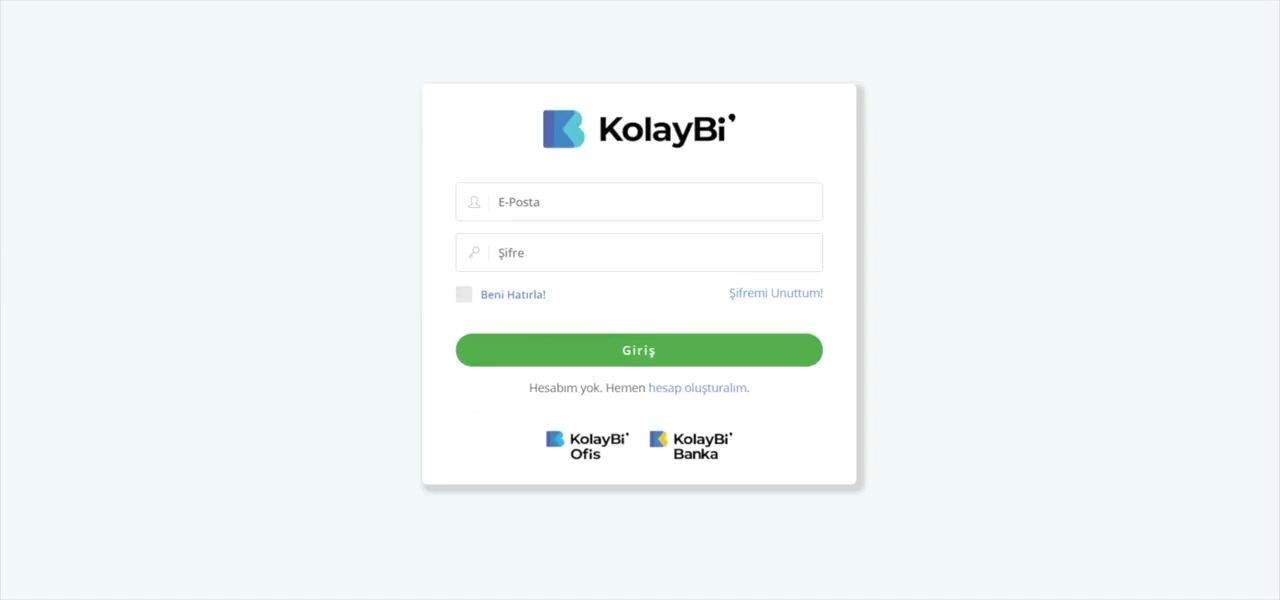 KolayBi'
E-Posta
Şifre
Beni Hatırla!
Şifremi Unuttum!
Giriş
Hesabım yok. Hemen hesap oluşturalım.
KolayBi'
Ofis
KolayBi'
Banka